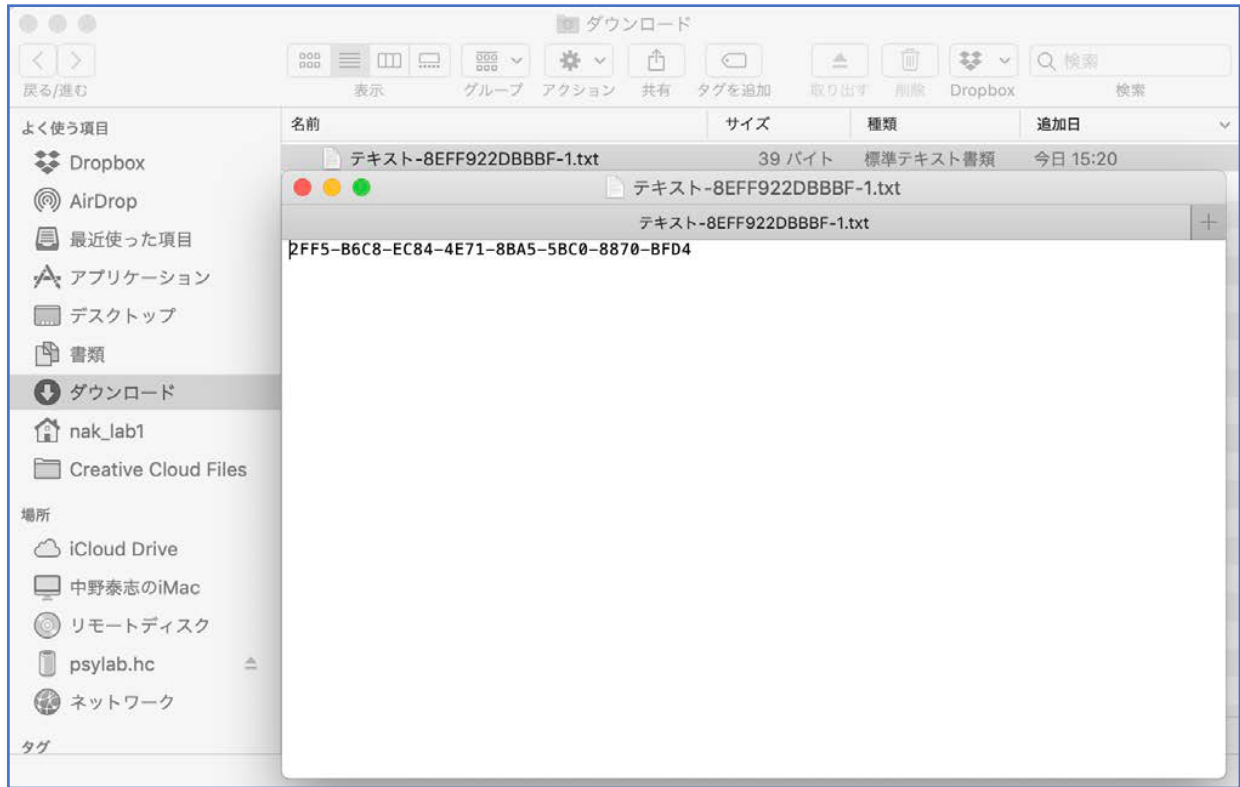 ダウンロード
戻る/進む
表示
グループ
アクション
共有
タグを追加
取り出す
削除
Dropbox
検索
検索
よく使う項目
Dropbox
AirDrop
最近使った項目
アプリケーション
デスクトップ
書類
ダウンロード
nak_lab1
Creative Cloud Files
場所
iCloud Drive
中野泰志のiMac
リモートディスク
psylab.hc
ネットワーク
タグ
名前 サイズ 種類 追加日
テキスト-8EFF922DBBBF-1.txt 39 バイト 標準テキスト書類 今日 15:20
テキスト-8EFF922DBBBF-1.txt
テキスト-8EFF922DBBBF-1.txt
2FF5-B6C8-EC84-4E71-8BA5-5BC0-8870-BFD4